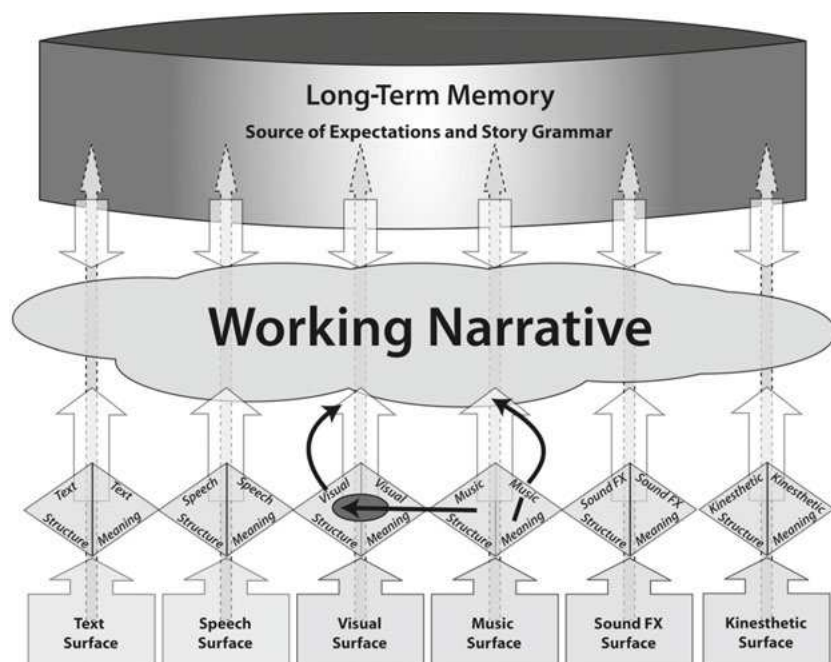 Long-Term Memory
Source of Expectations and Story Grammar
Working Narrative
Text Text
Structure Meaning
Speech Speech
Structure Meaning
Visual Visual
Structure Meaning
Music Music
Structure Meaning
Sound FX Sound FX
Structure Meaning
Kinesthetic Kinesthetic
Structure Meaning
Text
Surface
Speech
Surface
Visual
Surface
Music
Surface
Sound FX
Surface
Kinesthetic
Surface